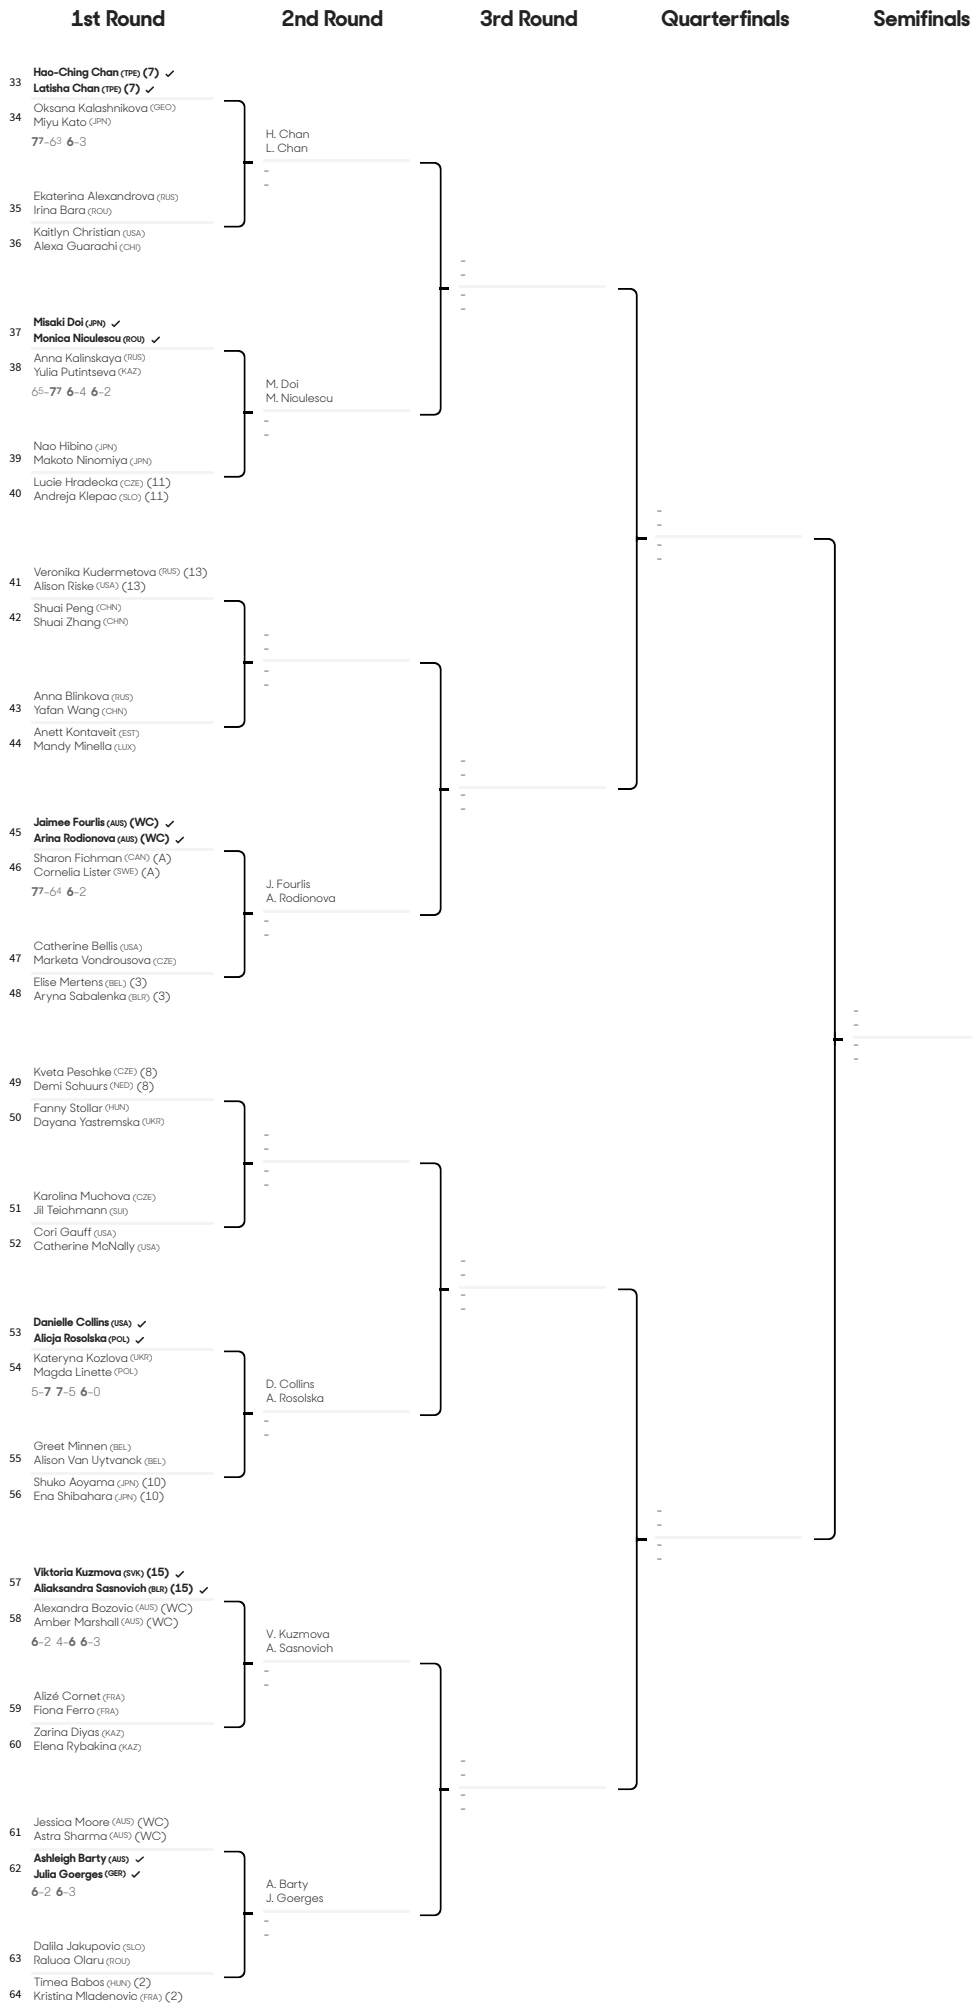 1st Round 2nd Round 3rd Round Quarterfinals Semifinals
33 Hao-Ching Chan (TPE) (7) ✓
Latisha Chan (TPE) (7) ✓
34 Oksana Kalashnikova (GEO)
Miyu Kato (JPN)
7⁷-6³ 6-3
H. Chan
L. Chan
-
-
35 Ekaterina Alexandrova (RUS)
Irina Bara (ROU)
36 Kaitlyn Christian (USA)
Alexa Guarachi (CHI)
-
-
-
-
37 Misaki Doi (JPN) ✓
Monica Niculescu (ROU) ✓
38 Anna Kalinskaya (RUS)
Yulia Putintseva (KAZ)
6⁵-7⁷ 6-4 6-2
M. Doi
M. Niculescu
-
-
39 Nao Hibino (JPN)
Makoto Ninomiya (JPN)
40 Lucie Hradecka (CZE) (11)
Andreja Klepac (SLO) (11)
-
-
-
-
41 Veronika Kudermetova (RUS) (13)
Alison Riske (USA) (13)
42 Shuai Peng (CHN)
Shuai Zhang (CHN)
-
-
-
-
43 Anna Blinkova (RUS)
Yafan Wang (CHN)
44 Anett Kontaveit (EST)
Mandy Minella (LUX)
-
-
-
-
45 Jaimee Fourlis (AUS) (WC) ✓
Arina Rodionova (AUS) (WC) ✓
46 Sharon Fichman (CAN) (A)
Cornelia Lister (SWE) (A)
7⁷-6⁴ 6-2
J. Fourlis
A. Rodionova
-
-
47 Catherine Bellis (USA)
Marketa Vondrousova (CZE)
48 Elise Mertens (BEL) (3)
Aryna Sabalenka (BLR) (3)
-
-
-
-
49 Kveta Peschke (CZE) (8)
Demi Schuurs (NED) (8)
50 Fanny Stollar (HUN)
Dayana Yastremska (UKR)
-
-
-
-
51 Karolina Muchova (CZE)
Jil Teichmann (SUI)
52 Cori Gauff (USA)
Catherine McNally (USA)
-
-
-
-
53 Danielle Collins (USA) ✓
Alicja Rosolska (POL) ✓
54 Kateryna Kozlova (UKR)
Magda Linette (POL)
5-7 7-5 6-0
D. Collins
A. Rosolska
-
-
55 Greet Minnen (BEL)
Alison Van Uytvanck (BEL)
56 Shuko Aoyama (JPN) (10)
Ena Shibahara (JPN) (10)
-
-
-
-
57 Viktoria Kuzmova (SVK) (15) ✓
Aliaksandra Sasnovich (BLR) (15) ✓
58 Alexandra Bozovic (AUS) (WC)
Amber Marshall (AUS) (WC)
6-2 4-6 6-3
V. Kuzmova
A. Sasnovich
-
-
59 Alizé Cornet (FRA)
Fiona Ferro (FRA)
60 Zarina Diyas (KAZ)
Elena Rybakina (KAZ)
-
-
-
-
61 Jessica Moore (AUS) (WC)
Astra Sharma (AUS) (WC)
62 Ashleigh Barty (AUS) ✓
Julia Goerges (GER) ✓
6-2 6-3
A. Barty
J. Goerges
-
-
63 Dalila Jakupovic (SLO)
Raluca Olaru (ROU)
64 Timea Babos (HUN) (2)
Kristina Mladenovic (FRA) (2)